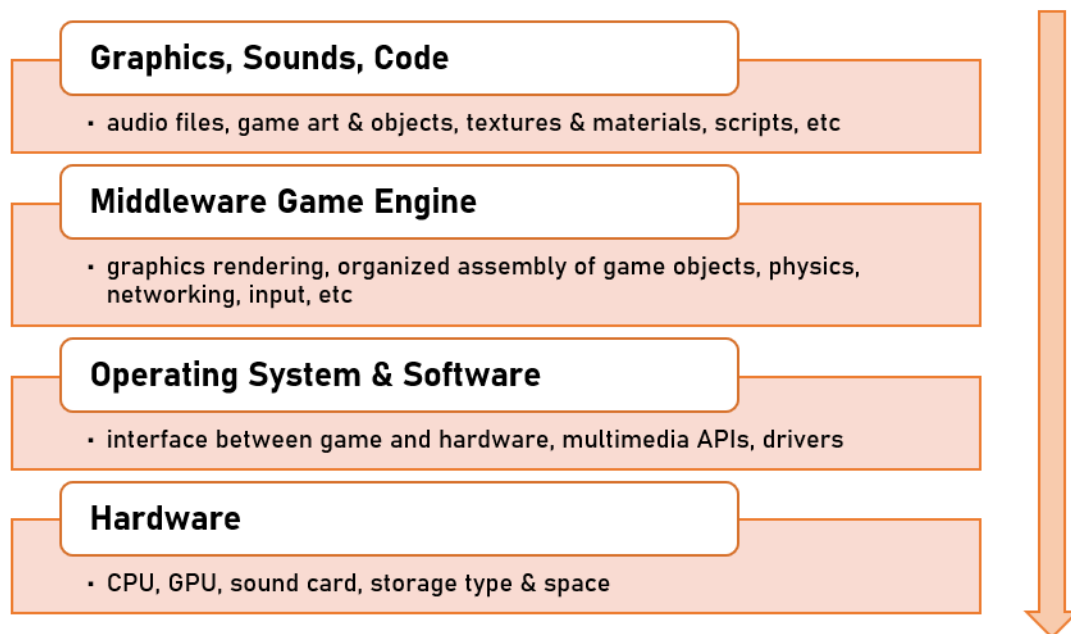 Graphics, Sounds, Code
▪ audio files, game art & objects, textures & materials, scripts, etc
Middleware Game Engine
▪ graphics rendering, organized assembly of game objects, physics,
networking, input, etc
Operating System & Software
▪ interface between game and hardware, multimedia APIs, drivers
Hardware
▪ CPU, GPU, sound card, storage type & space